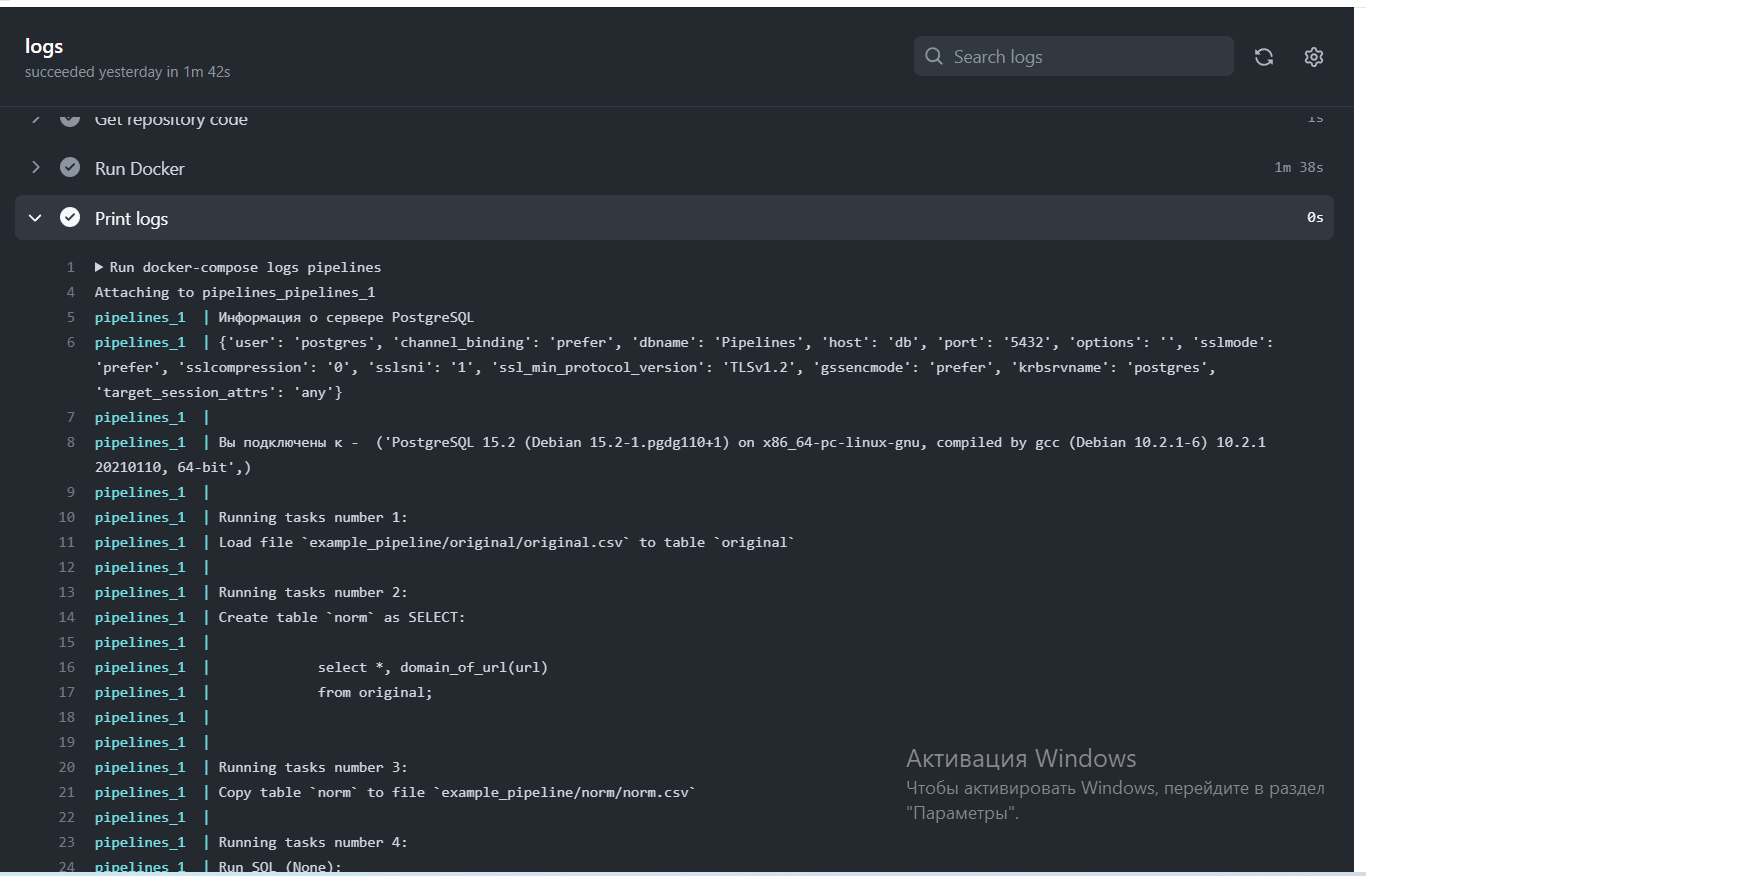 logs
succeeded yesterday in 1m 42s
Search logs
Get repository code 1s
Run Docker 1m 38s
Print logs 0s
1 Run docker-compose logs pipelines
4 Attaching to pipelines_pipelines_1
5 pipelines_1 | Информация о сервере PostgreSQL
6 pipelines_1 | {'user': 'postgres', 'channel_binding': 'prefer', 'dbname': 'Pipelines', 'host': 'db', 'port': '5432', 'options': '', 'sslmode':
'prefer', 'sslcompression': '0', 'sslsni': '1', 'ssl_min_protocol_version': 'TLSv1.2', 'gssencmode': 'prefer', 'krbsrvname': 'postgres',
'target_session_attrs': 'any'}
7 pipelines_1 |
8 pipelines_1 | Вы подключены к - ('PostgreSQL 15.2 (Debian 15.2-1.pgdg110+1) on x86_64-pc-linux-gnu, compiled by gcc (Debian 10.2.1-6) 10.2.1
20210110, 64-bit',)
9 pipelines_1 |
10 pipelines_1 | Running tasks number 1:
11 pipelines_1 | Load file `example_pipeline/original/original.csv` to table `original`
12 pipelines_1 |
13 pipelines_1 | Running tasks number 2:
14 pipelines_1 | Create table `norm` as SELECT:
15 pipelines_1 |
16 pipelines_1 | select *, domain_of_url(url)
17 pipelines_1 | from original;
18 pipelines_1 |
19 pipelines_1 |
20 pipelines_1 | Running tasks number 3:
21 pipelines_1 | Copy table `norm` to file `example_pipeline/norm/norm.csv`
22 pipelines_1 |
23 pipelines_1 | Running tasks number 4:
24 pipelines_1 | Run SQL (None):
Активация Windows
Чтобы активировать Windows, перейдите в раздел
"Параметры".